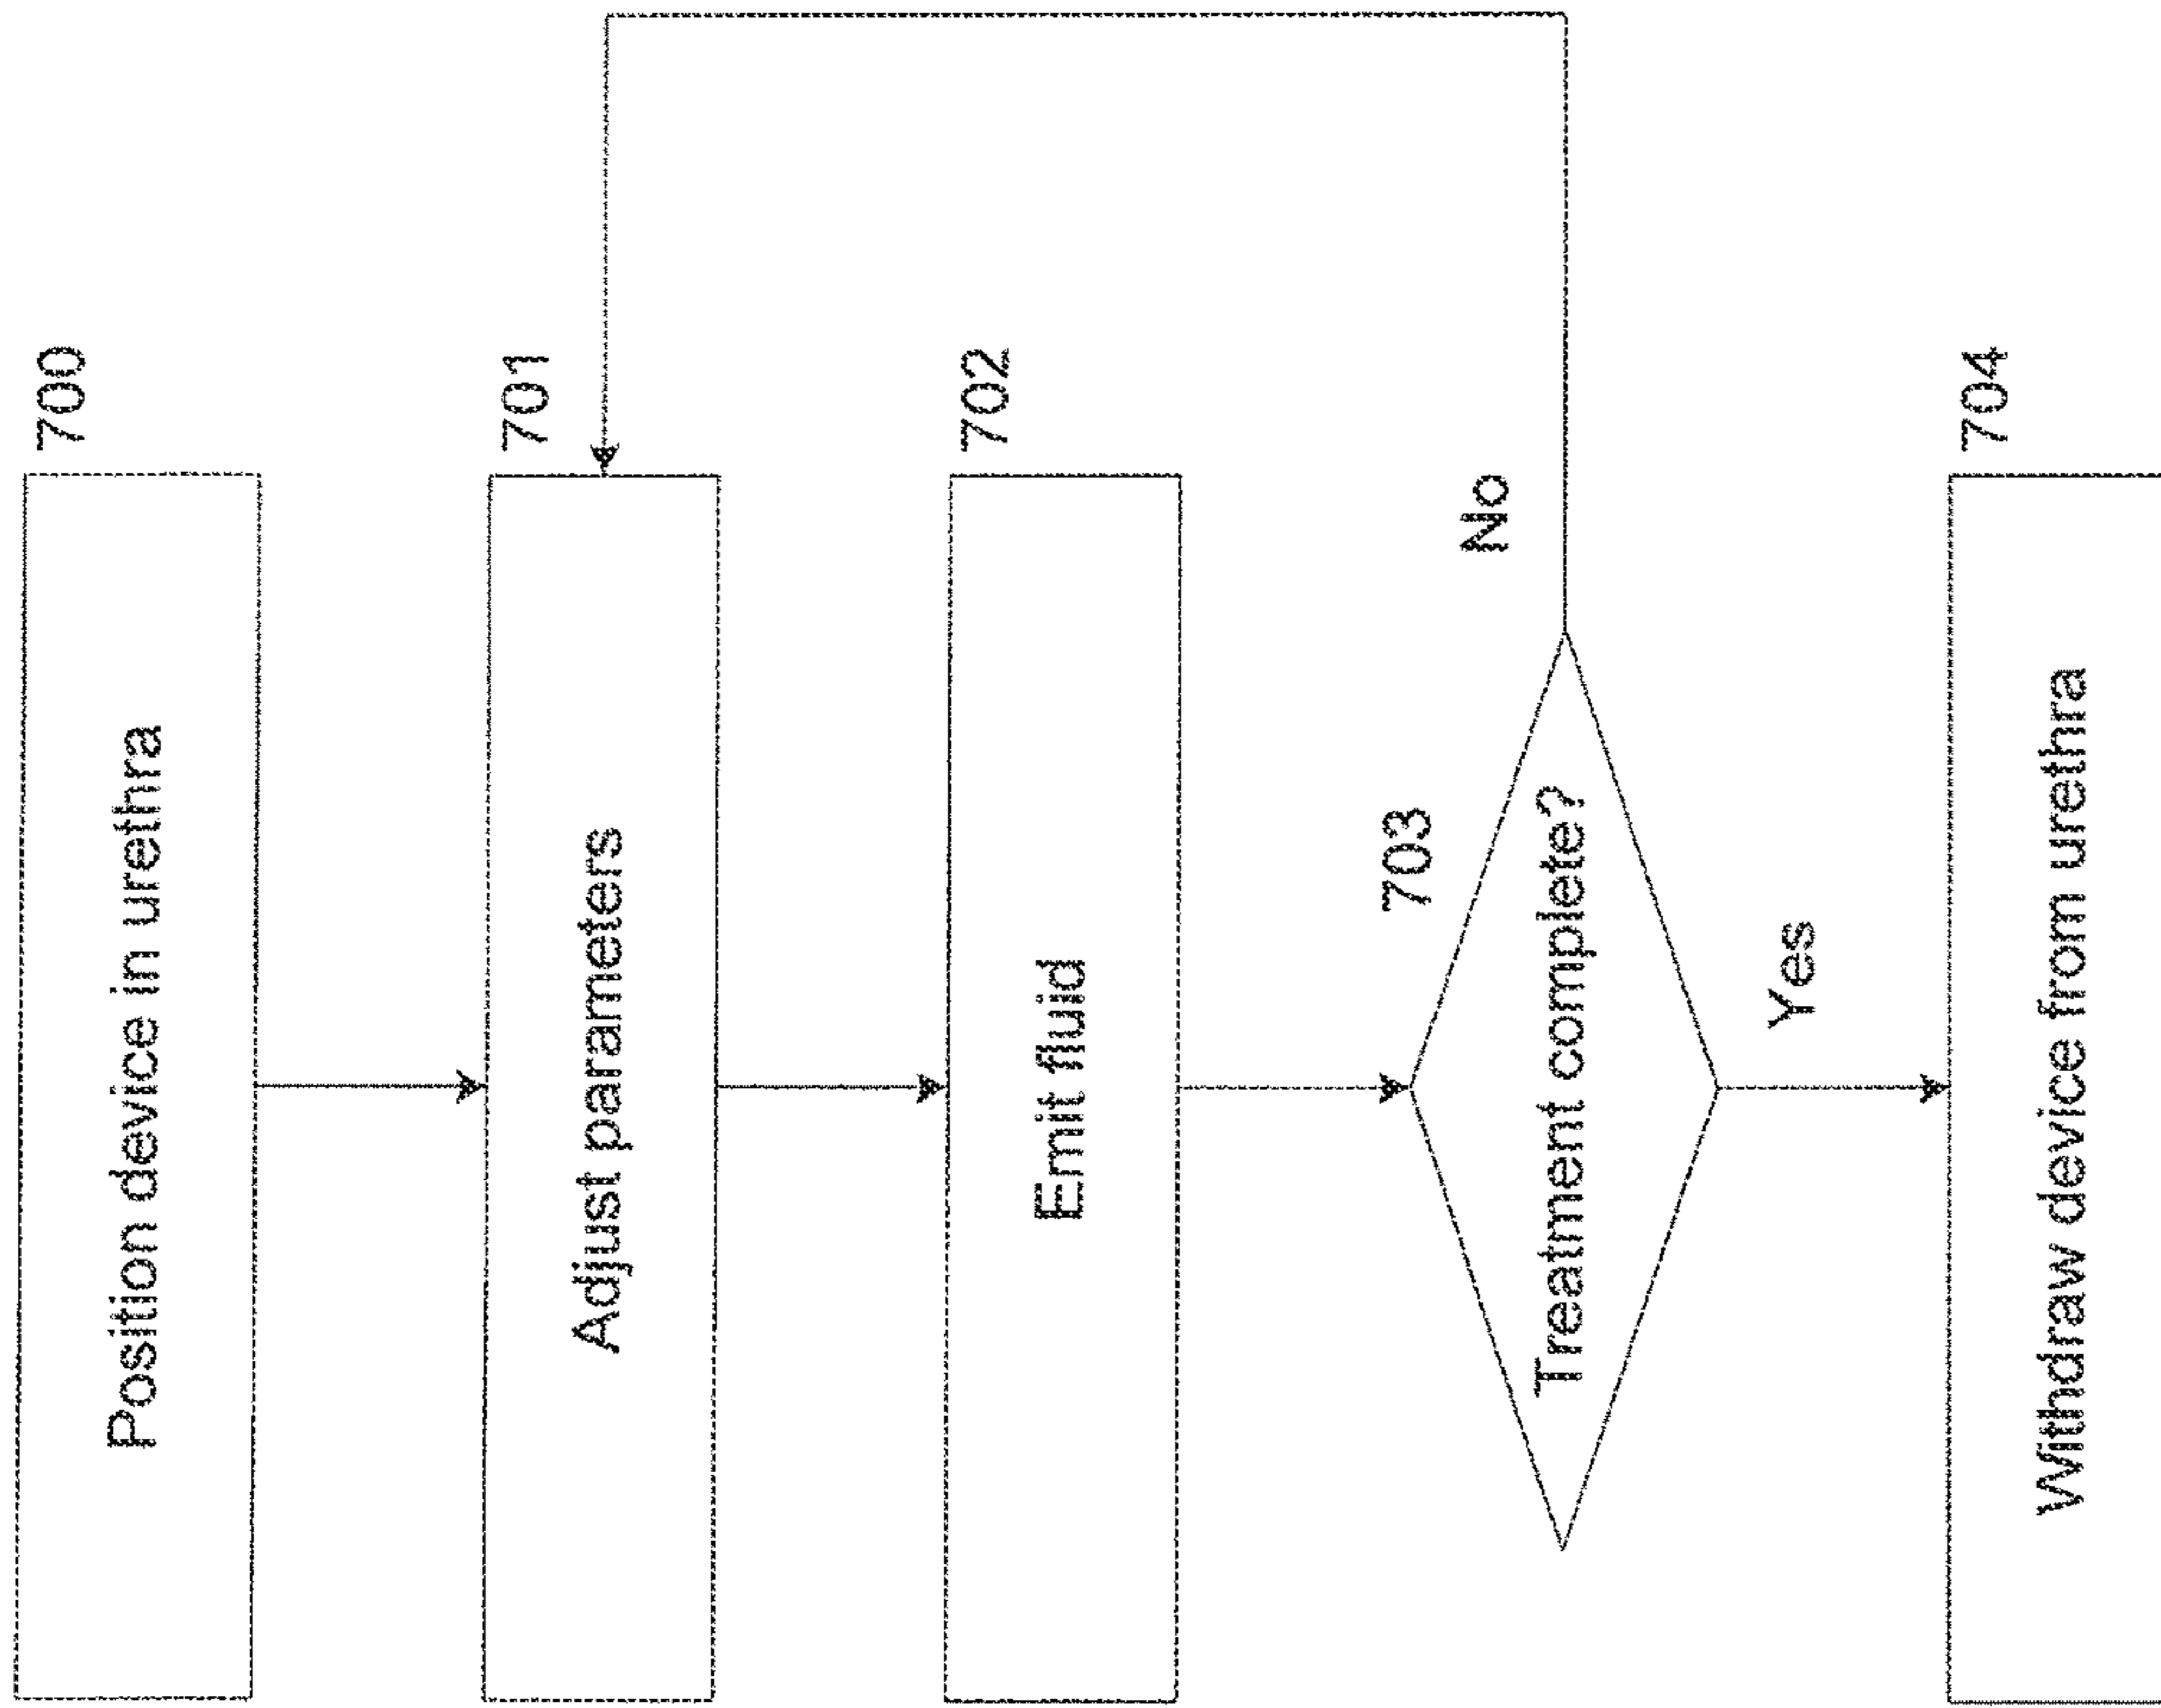 700
Position device in urethra
701
Adjust parameters
702
Emit fluid
703
Treatment complete?
No
Yes
704
Withdraw device from urethra